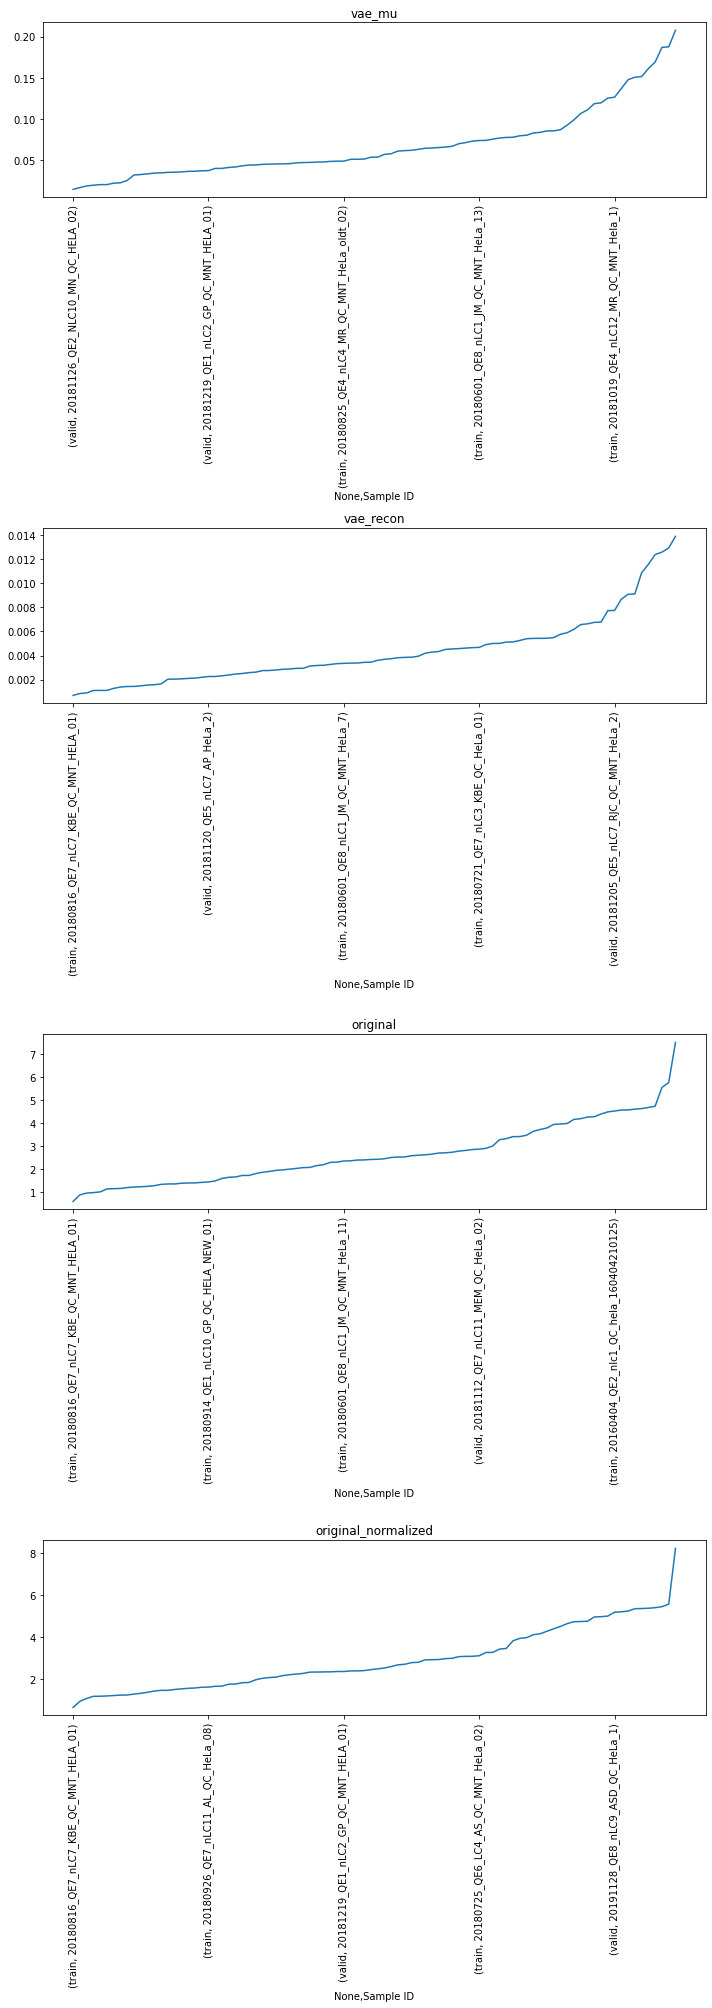 vae_mu
0.20
0.15
0.10
0.05
(valid, 20181126_QE2_NLC10_MN_QC_HELA_02)
(valid, 20181219_QE1_nLC2_GP_QC_MNT_HELA_01)
(train, 20180825_QE4_nLC4_MR_QC_MNT_HeLa_oldt_02)
(train, 20180601_QE8_nLC1_JM_QC_MNT_HeLa_13)
(train, 20181019_QE4_nLC12_MR_QC_MNT_Hela_1)
None,Sample ID
vae_recon
0.014
0.012
0.010
0.008
0.006
0.004
0.002
(train, 20180816_QE7_nLC7_KBE_QC_MNT_HELA_01)
(valid, 20181120_QE5_nLC7_AP_HeLa_2)
(train, 20180601_QE8_nLC1_JM_QC_MNT_HeLa_7)
(train, 20180721_QE7_nLC3_KBE_QC_HeLa_01)
(valid, 20181205_QE5_nLC7_RJC_QC_MNT_HeLa_2)
None,Sample ID
original
7
6
5
4
3
2
1
(train, 20180816_QE7_nLC7_KBE_QC_MNT_HELA_01)
(train, 20180914_QE1_nLC10_GP_QC_HELA_NEW_01)
(train, 20180601_QE8_nLC1_JM_QC_MNT_HeLa_11)
(valid, 20181112_QE7_nLC11_MEM_QC_HeLa_02)
(train, 20160404_QE2_nlc1_QC_hela_160404210125)
None,Sample ID
original_normalized
8
6
4
2
(train, 20180816_QE7_nLC7_KBE_QC_MNT_HELA_01)
(train, 20180926_QE7_nLC11_AL_QC_HeLa_08)
(valid, 20181219_QE1_nLC2_GP_QC_MNT_HELA_01)
(train, 20180725_QE6_LC4_AS_QC_MNT_HeLa_02)
(valid, 20191128_QE8_nLC9_ASD_QC_HeLa_1)
None,Sample ID